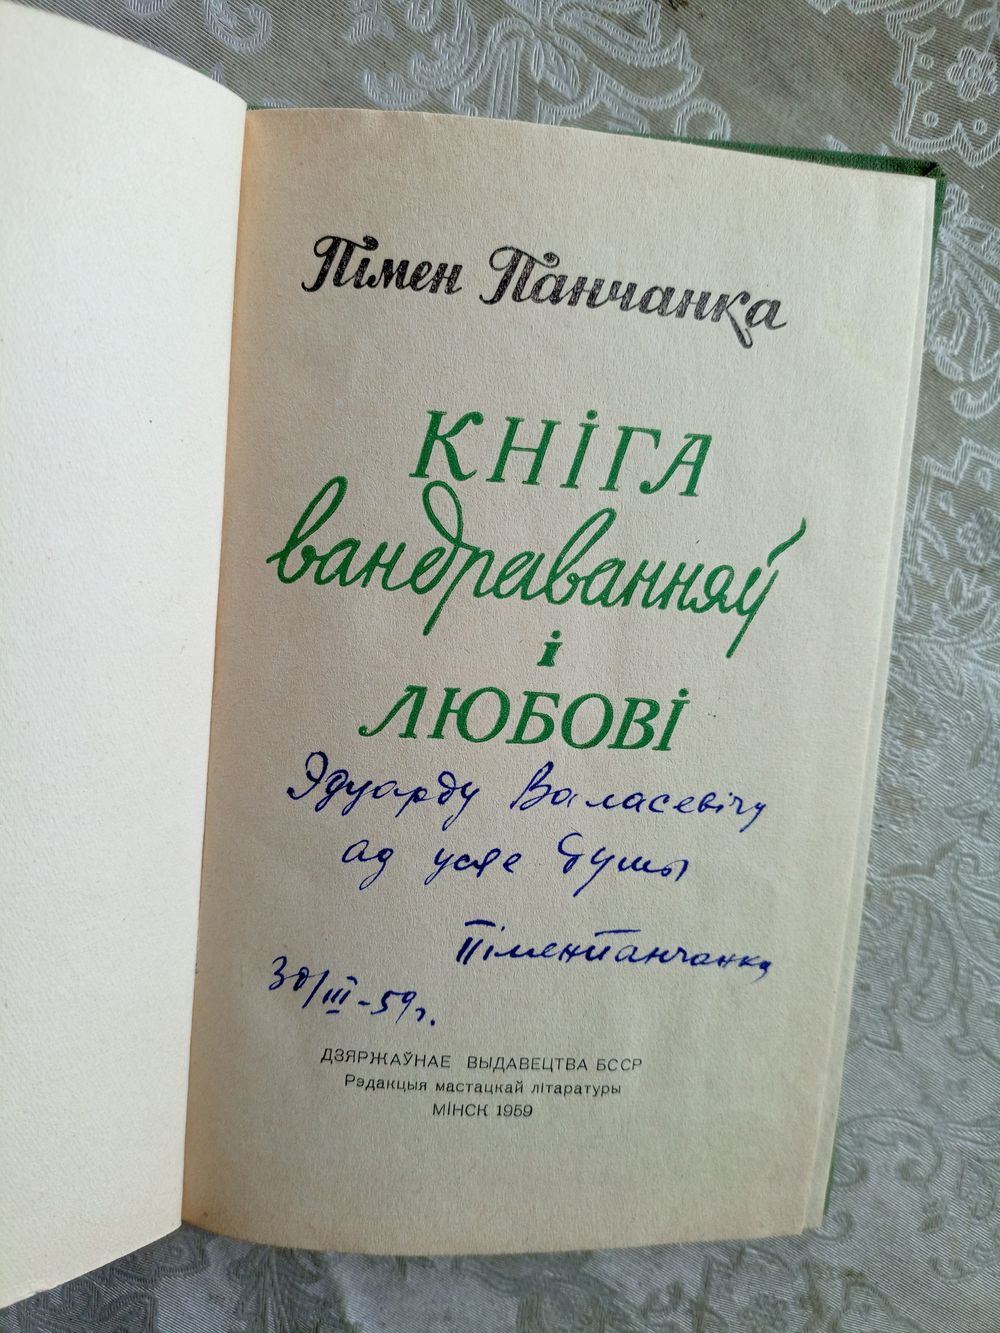 Пімен Панчанка
КНІГА
вандраванняў
і
ЛЮБОВІ
Эдуарду Валасевічу
ад усяе душы
Пімен Панчанка
30/III-59 г.
ДЗЯРЖАЎНАЕ ВЫДАВЕЦТВА БССР
Рэдакцыя мастацкай літаратуры
МІНСК 1959